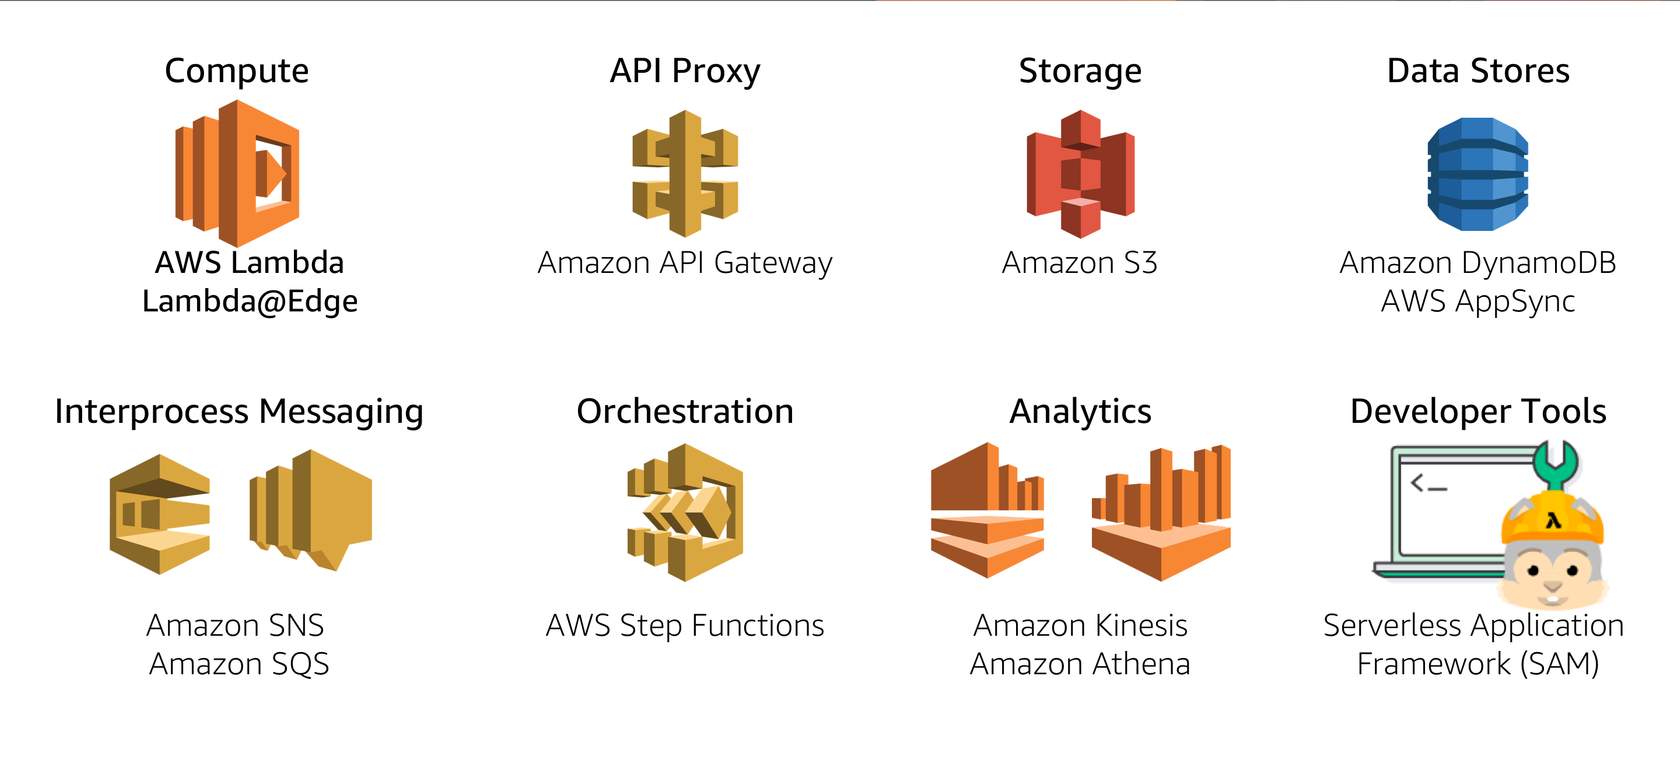 Compute
API Proxy
Storage
Data Stores
AWS Lambda
Lambda@Edge
Amazon API Gateway
Amazon S3
Amazon DynamoDB
AWS AppSync
Interprocess Messaging
Orchestration
Analytics
Developer Tools
<_
λ
Amazon SNS
Amazon SQS
AWS Step Functions
Amazon Kinesis
Amazon Athena
Serverless Application
Framework (SAM)